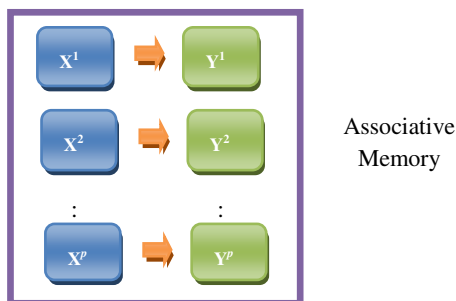 X¹ Y¹
X² Y²
: :
Xᵖ Yᵖ
Associative
Memory